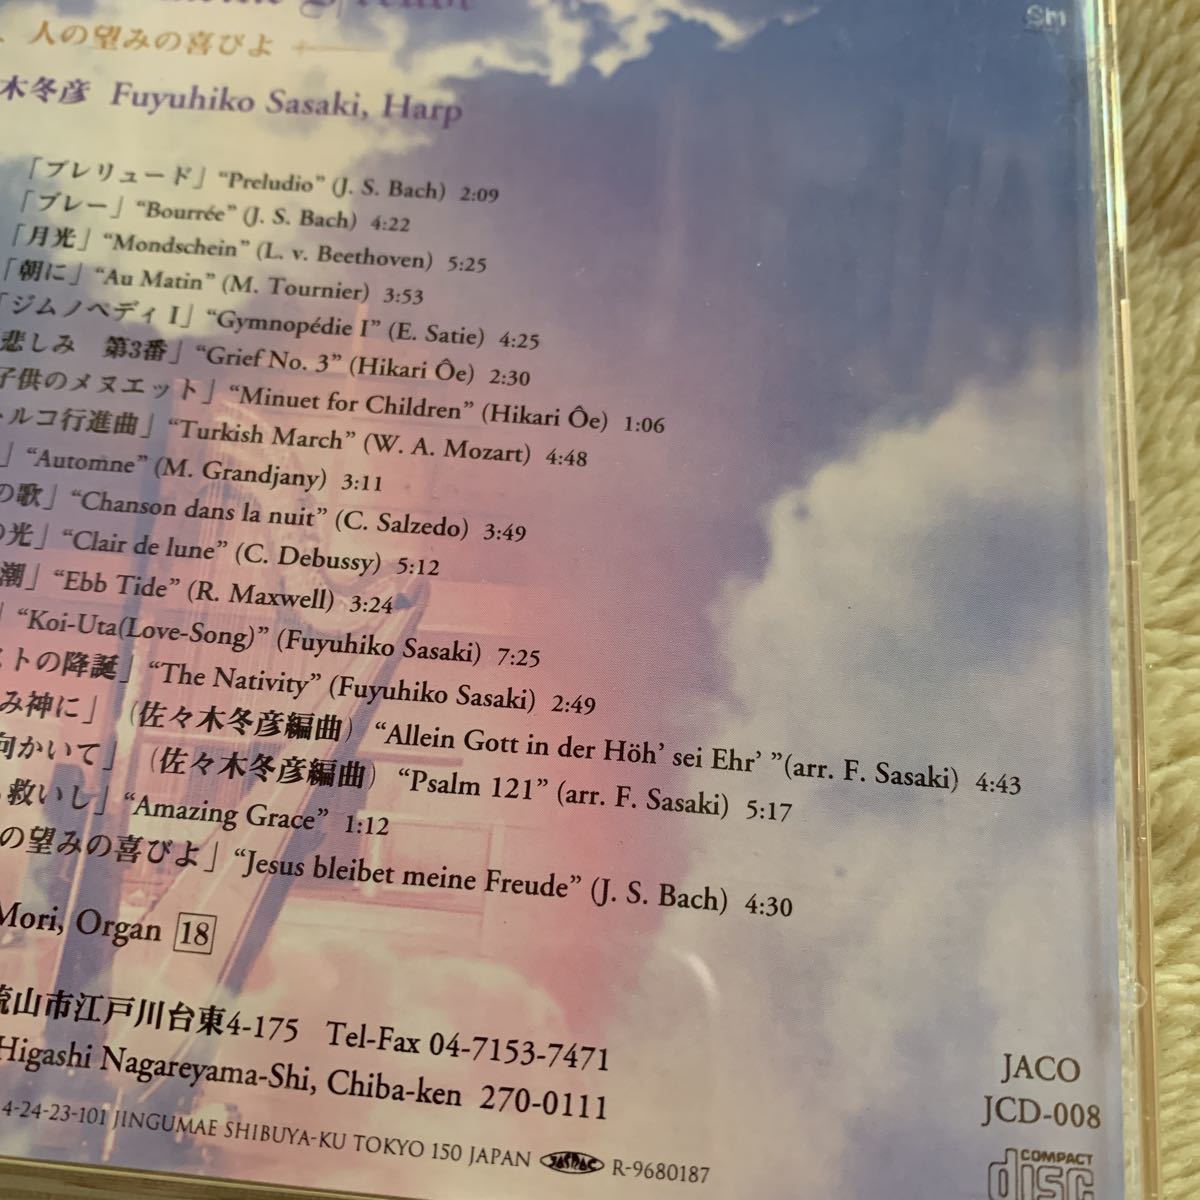 meine Freude
、人の望みの喜びよ
木冬彦 Fuyuhiko Sasaki, Harp
「プレリュード」 “Preludio” (J. S. Bach) 2:09
「ブレー」 “Bourrée” (J. S. Bach) 4:22
「月光」 “Mondschein” (L. v. Beethoven) 5:25
「朝に」 “Au Matin” (M. Tournier) 3:53
「ジムノペディ I」 “Gymnopédie I” (E. Satie) 4:25
悲しみ 第3番」 “Grief No. 3” (Hikari Ôe) 2:30
子供のメヌエット」 “Minuet for Children” (Hikari Ôe) 1:06
トルコ行進曲」 “Turkish March” (W. A. Mozart) 4:48
」 “Automne” (M. Grandjany) 3:11
の歌」 “Chanson dans la nuit” (C. Salzedo) 3:49
の光」 “Clair de lune” (C. Debussy) 5:12
潮」 “Ebb Tide” (R. Maxwell) 3:24
」 “Koi-Uta(Love-Song)” (Fuyuhiko Sasaki) 7:25
ストの降誕」 “The Nativity” (Fuyuhiko Sasaki) 2:49
み神に」 (佐々木冬彦編曲) “Allein Gott in der Höh’ sei Ehr’ ”(arr. F. Sasaki) 4:43
向かいて」 (佐々木冬彦編曲) “Psalm 121” (arr. F. Sasaki) 5:17
救いし」 “Amazing Grace” 1:12
の望みの喜びよ」 “Jesus bleibet meine Freude” (J. S. Bach) 4:30
Mori, Organ 18
流山市江戸川台東4-175 Tel-Fax 04-7153-7471
Higashi Nagareyama-Shi, Chiba-ken 270-0111
4-24-23-101 JINGUMAE SHIBUYA-KU TOKYO 150 JAPAN JASRAC R-9680187
JACO
JCD-008
COMPACT
disc